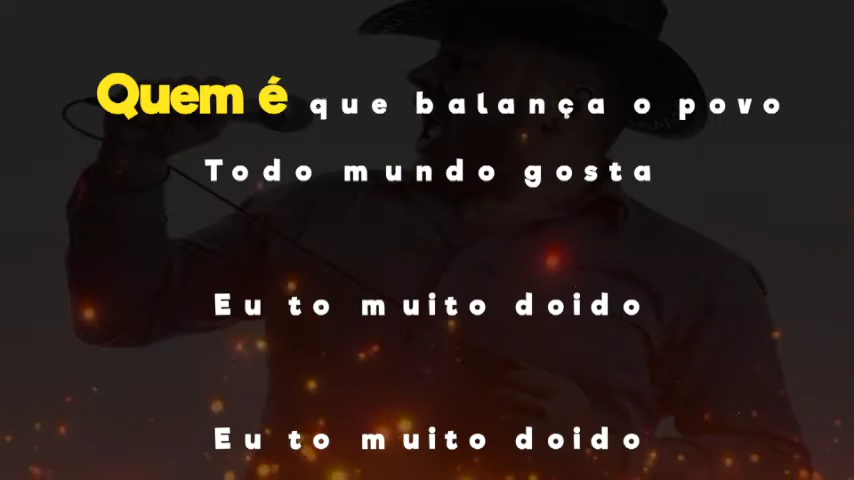 Quem é que balança o povo
Todo mundo gosta
Eu to muito doido
Eu to muito doido